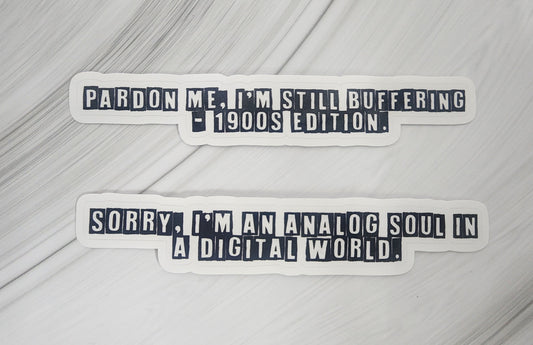 PARDON ME, I'M STILL BUFFERING
- 1900S EDITION.
SORRY, I'M AN ANALOG SOUL IN
A DIGITAL WORLD.